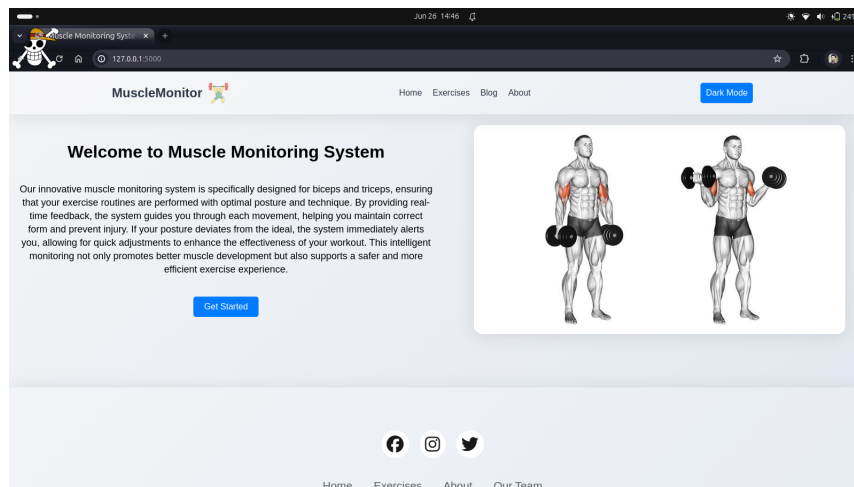 Jun 26 14:46
24%
Muscle Monitoring Syste
127.0.0.1:5000
MuscleMonitor
Home Exercises Blog About
Dark Mode
Welcome to Muscle Monitoring System
Our innovative muscle monitoring system is specifically designed for biceps and triceps, ensuring
that your exercise routines are performed with optimal posture and technique. By providing real-
time feedback, the system guides you through each movement, helping you maintain correct
form and prevent injury. If your posture deviates from the ideal, the system immediately alerts
you, allowing for quick adjustments to enhance the effectiveness of your workout. This intelligent
monitoring not only promotes better muscle development but also supports a safer and more
efficient exercise experience.
Get Started
Home Exercises About Our Team